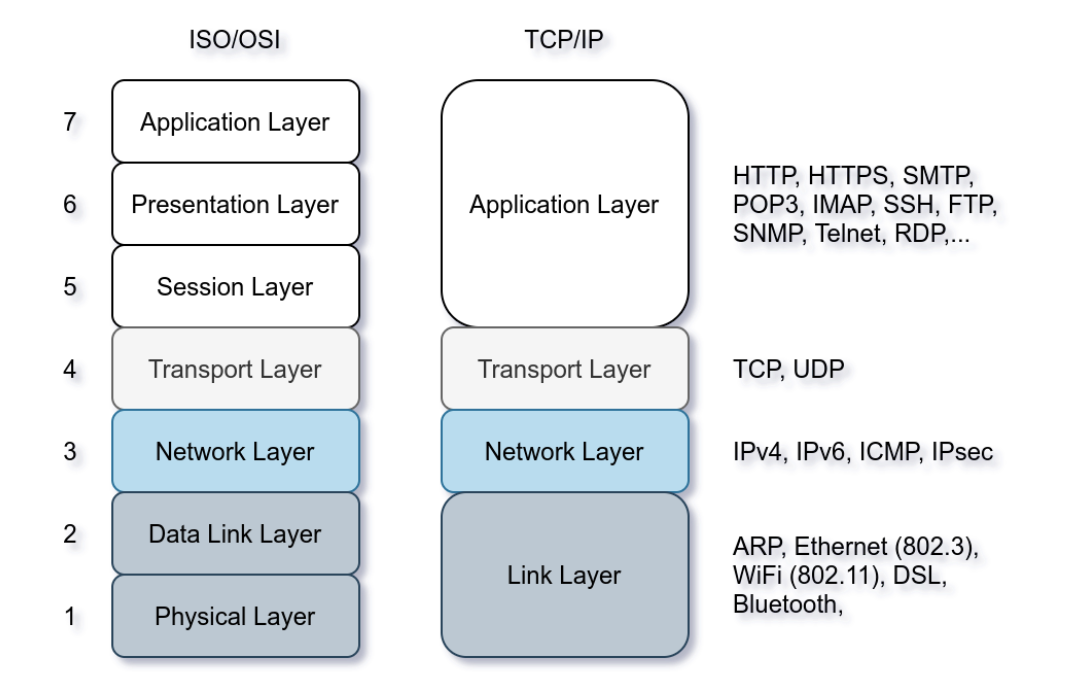 ISO/OSI TCP/IP
7 Application Layer
6 Presentation Layer
5 Session Layer
Application Layer
HTTP, HTTPS, SMTP,
POP3, IMAP, SSH, FTP,
SNMP, Telnet, RDP,...
4 Transport Layer Transport Layer TCP, UDP
3 Network Layer Network Layer IPv4, IPv6, ICMP, IPsec
2 Data Link Layer
1 Physical Layer
Link Layer
ARP, Ethernet (802.3),
WiFi (802.11), DSL,
Bluetooth,